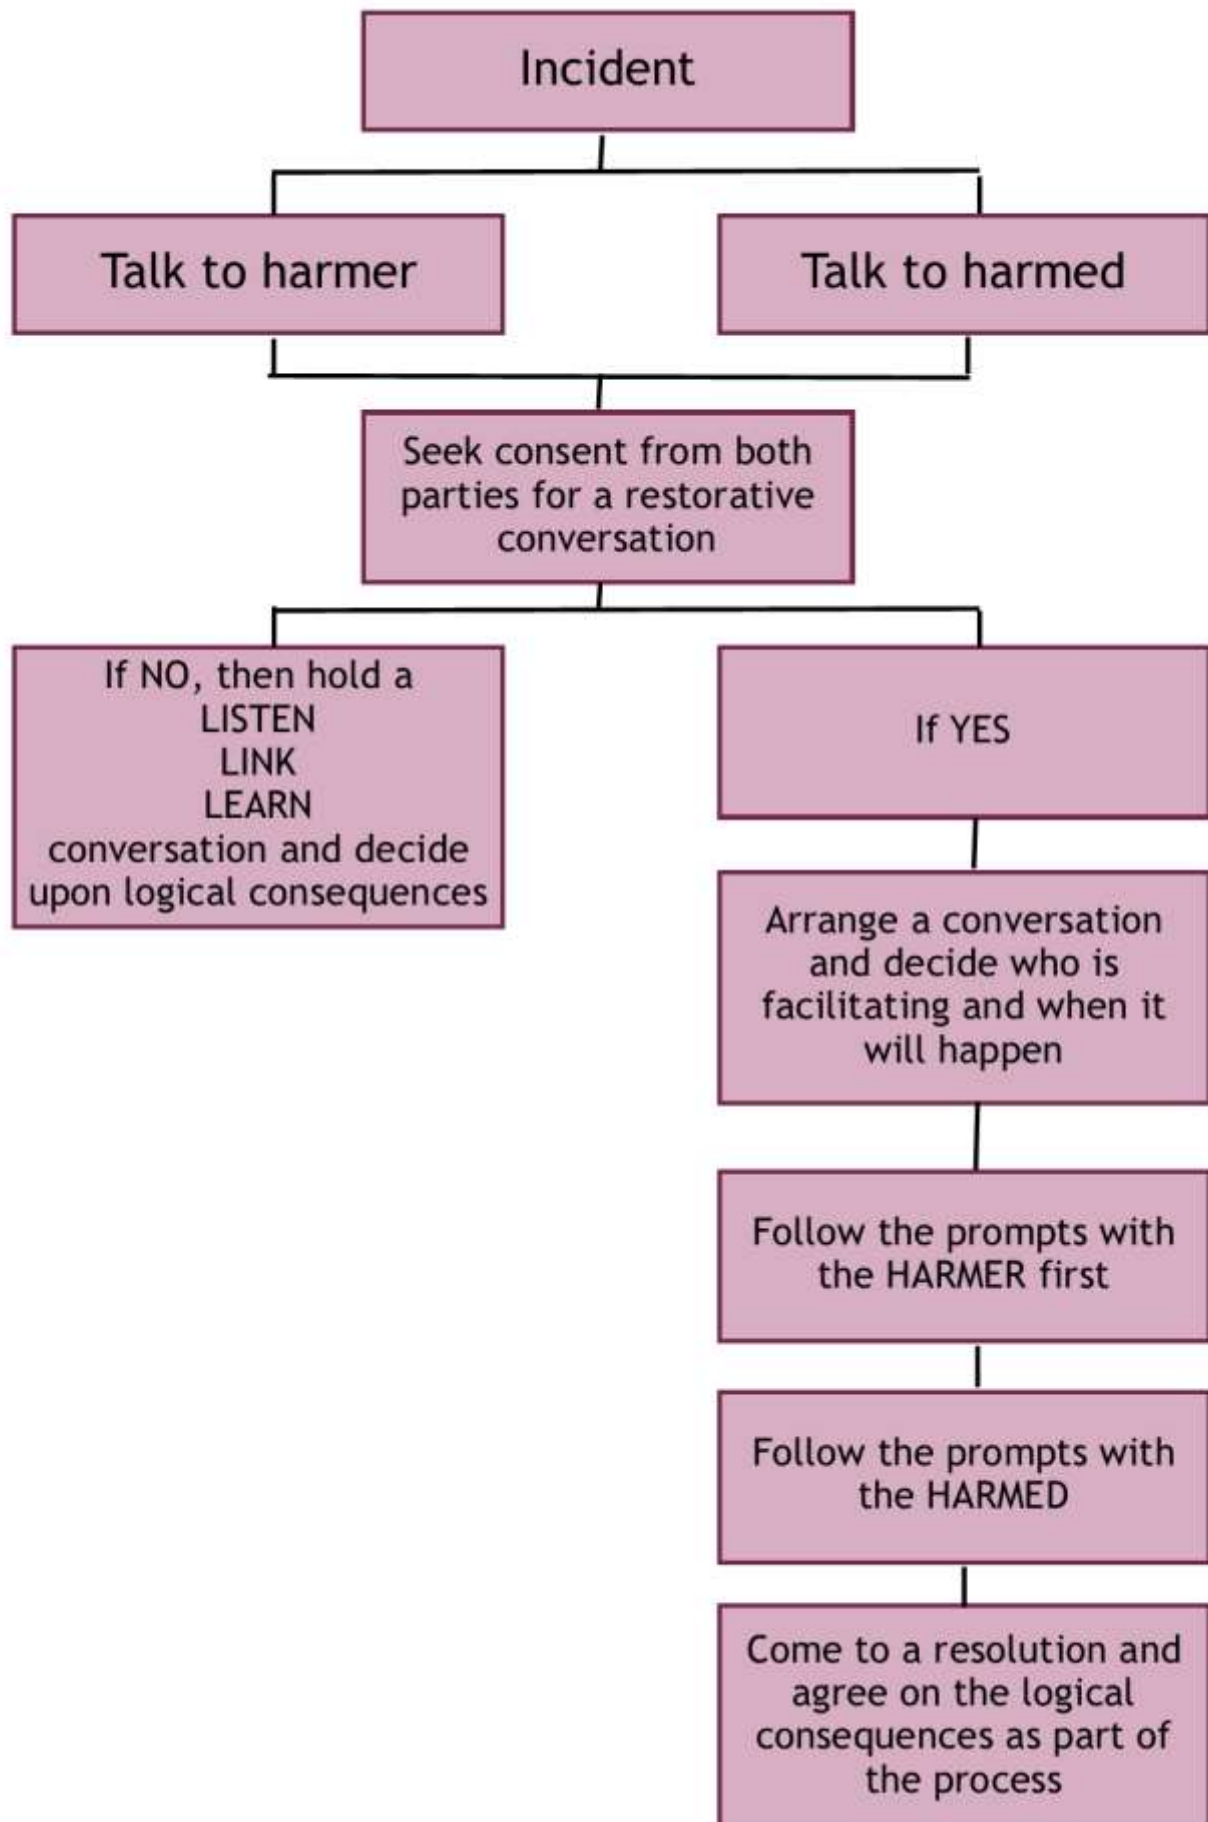 Incident
Talk to harmer
Talk to harmed
Seek consent from both
parties for a restorative
conversation
If NO, then hold a
LISTEN
LINK
LEARN
conversation and decide
upon logical consequences
If YES
Arrange a conversation
and decide who is
facilitating and when it
will happen
Follow the prompts with
the HARMER first
Follow the prompts with
the HARMED
Come to a resolution and
agree on the logical
consequences as part of
the process